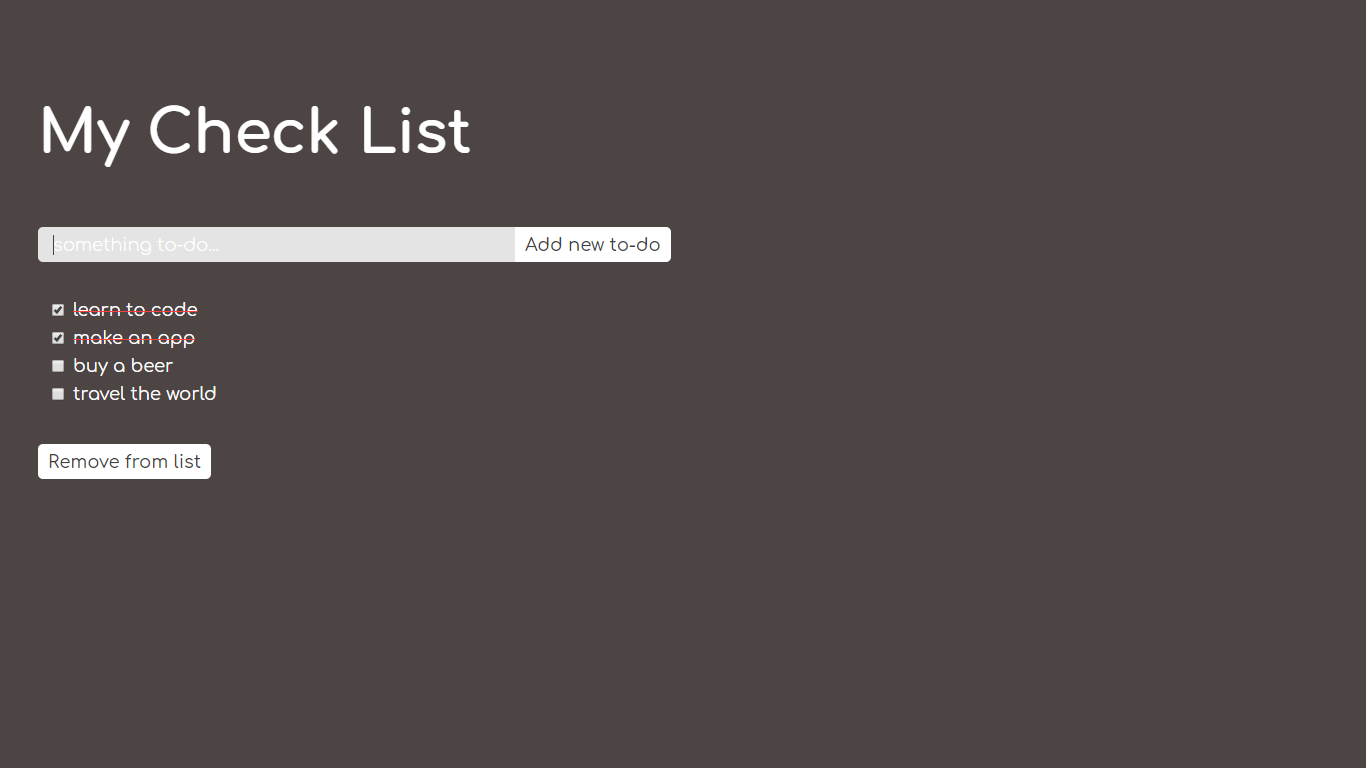 My Check List
something to-do... Add new to-do
learn to code
make an app
buy a beer
travel the world
Remove from list